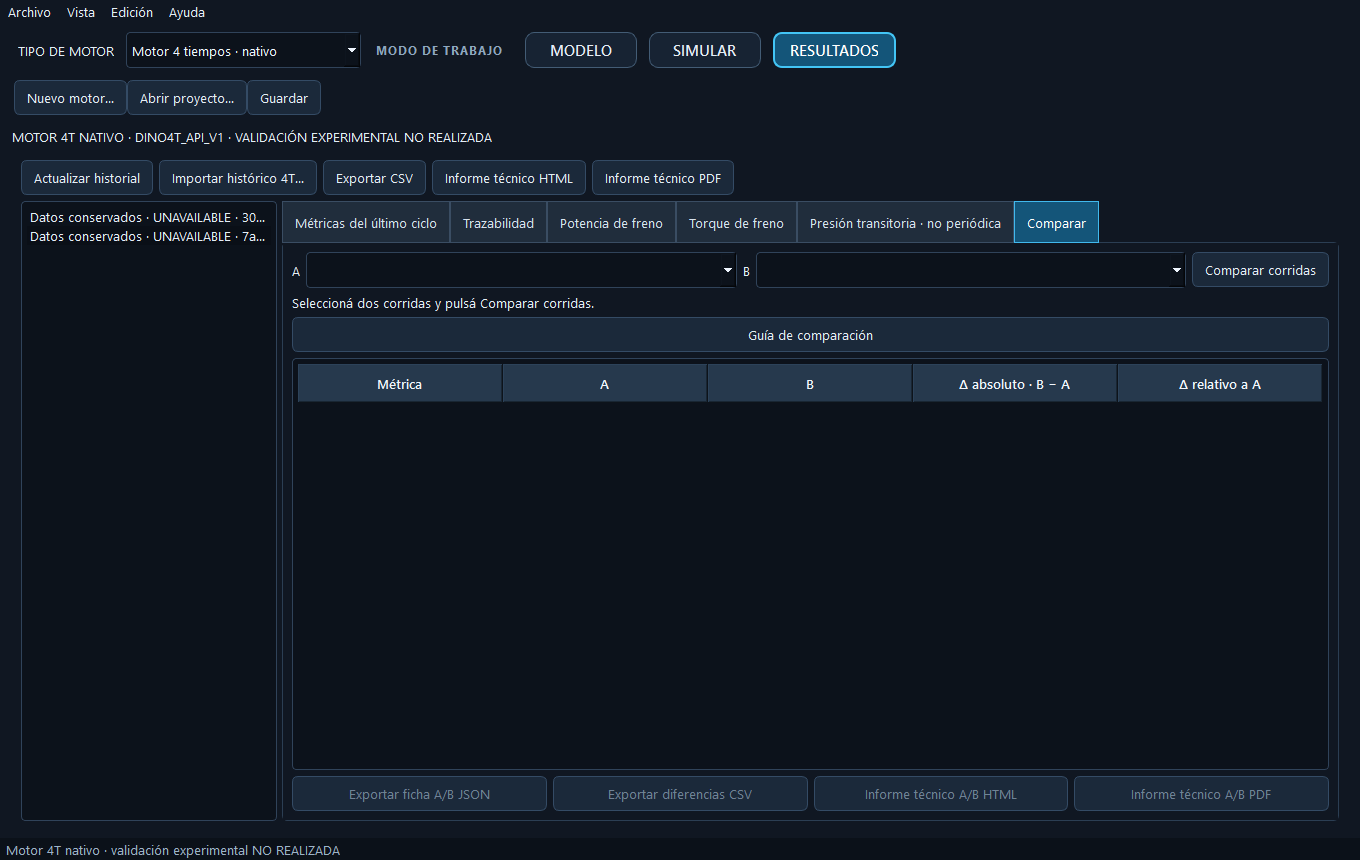 Archivo Vista Edición Ayuda
TIPO DE MOTOR Motor 4 tiempos · nativo MODO DE TRABAJO MODELO SIMULAR RESULTADOS
Nuevo motor... Abrir proyecto... Guardar
MOTOR 4T NATIVO · DINO4T_API_V1 · VALIDACIÓN EXPERIMENTAL NO REALIZADA
Actualizar historial Importar histórico 4T... Exportar CSV Informe técnico HTML Informe técnico PDF
Datos conservados · UNAVAILABLE · 30...
Datos conservados · UNAVAILABLE · 7a...
Métricas del último ciclo Trazabilidad Potencia de freno Torque de freno Presión transitoria · no periódica Comparar
A B Comparar corridas
Seleccioná dos corridas y pulsá Comparar corridas.
Guía de comparación
Métrica A B Δ absoluto · B − A Δ relativo a A
Exportar ficha A/B JSON Exportar diferencias CSV Informe técnico A/B HTML Informe técnico A/B PDF
Motor 4T nativo · validación experimental NO REALIZADA